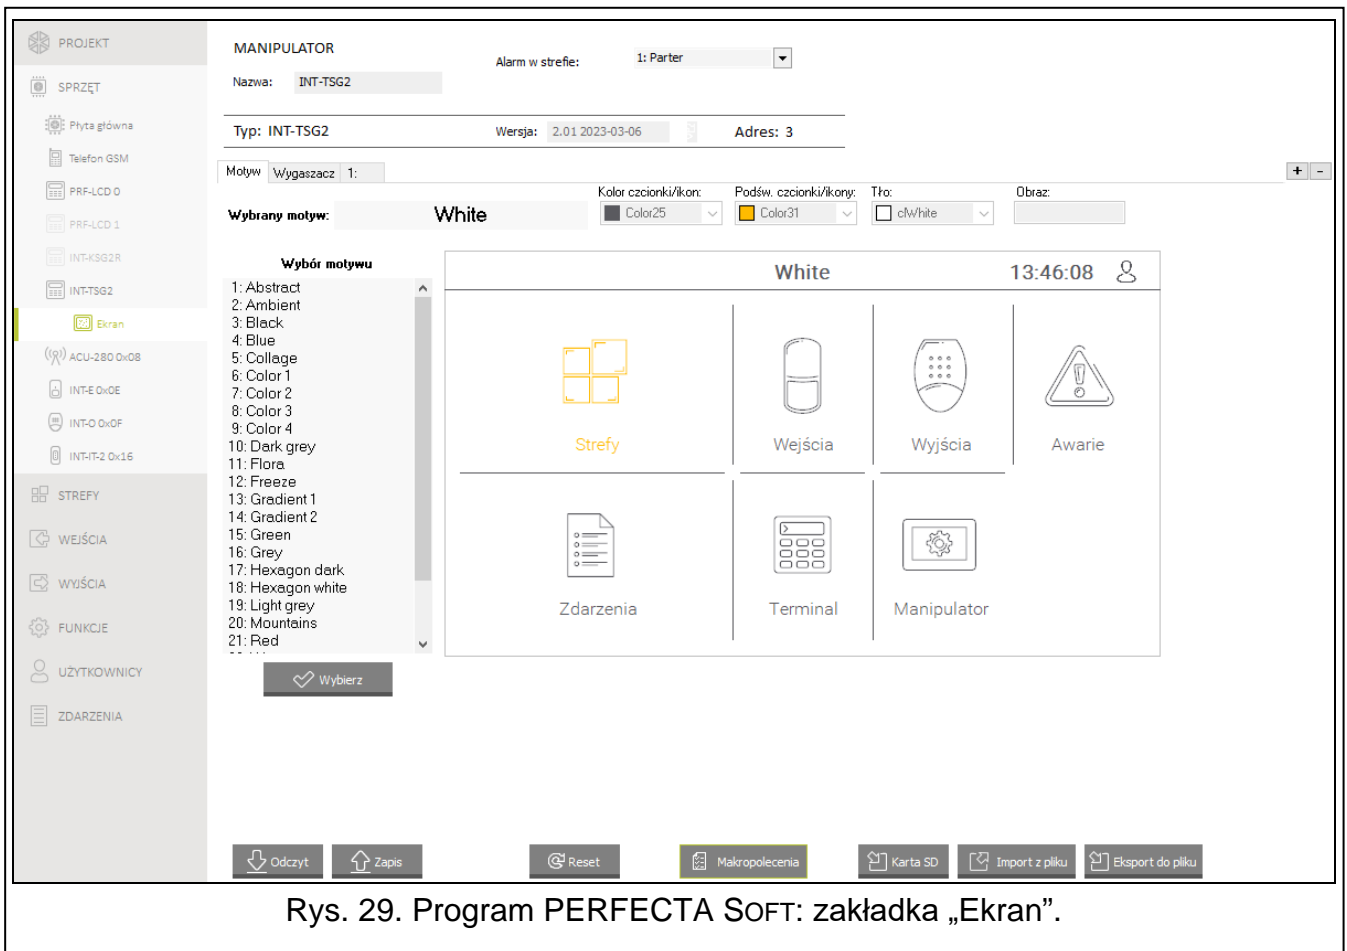 PROJEKT
SPRZĘT
Płyta główna
Telefon GSM
PRF-LCD 0
PRF-LCD 1
INT-KSG2R
INT-TSG2
Ekran
ACU-280 0x08
INT-E 0x0E
INT-O 0x0F
INT-IT-2 0x16
STREFY
WEJŚCIA
WYJŚCIA
FUNKCJE
UŻYTKOWNICY
ZDARZENIA
MANIPULATOR
Alarm w strefie: 1: Parter
Nazwa: INT-TSG2
Typ: INT-TSG2 Wersja: 2.01 2023-03-06 Adres: 3
Motyw Wygaszacz 1: + -
Kolor czcionki/ikon: Podśw. czcionki/ikony: Tło: Obraz:
Wybrany motyw: White Color25 Color31 clWhite
Wybór motywu
1: Abstract
2: Ambient
3: Black
4: Blue
5: Collage
6: Color 1
7: Color 2
8: Color 3
9: Color 4
10: Dark grey
11: Flora
12: Freeze
13: Gradient 1
14: Gradient 2
15: Green
16: Grey
17: Hexagon dark
18: Hexagon white
19: Light grey
20: Mountains
21: Red
Wybierz
White 13:46:08
Strefy Wejścia Wyjścia Awarie
Zdarzenia Terminal Manipulator
Odczyt Zapis Reset Makropolecenia Karta SD Import z pliku Eksport do pliku
Rys. 29. Program PERFECTA SOFT: zakładka „Ekran”.